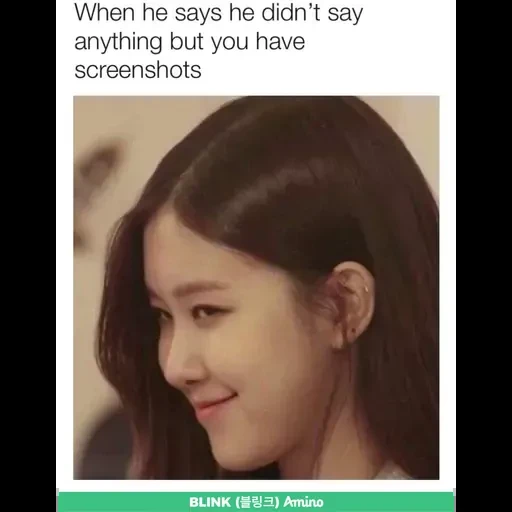 When he says he didn’t say
anything but you have
screenshots
BLINK (블링크) Amino